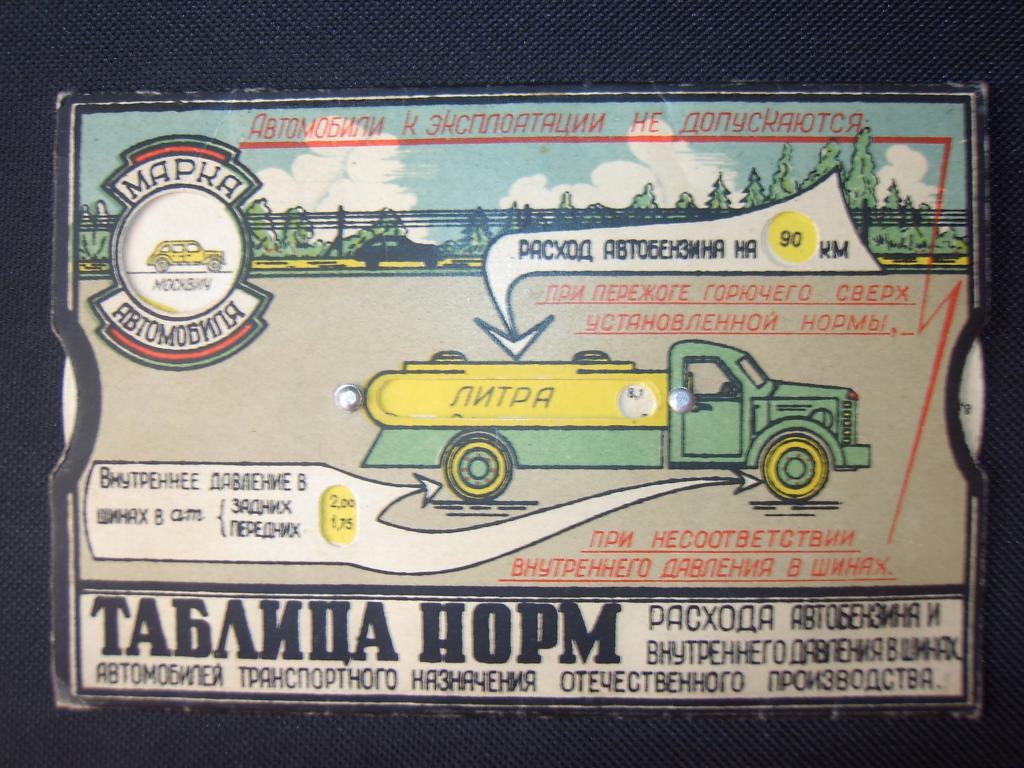 Автомобили к эксплоатации не допускаются:
МАРКА
МОСКВИЧ
АВТОМОБИЛЯ
РАСХОД АВТОБЕНЗИНА НА 90 КМ
ПРИ ПЕРЕЖОГЕ ГОРЮЧЕГО СВЕРХ
УСТАНОВЛЕННОЙ НОРМЫ,
ЛИТРА 8,1
ВНУТРЕННЕЕ ДАВЛЕНИЕ В
ШИНАХ В ат { ЗАДНИХ 2,00
ПЕРЕДНИХ 1,75
ПРИ НЕСООТВЕТСТВИИ
ВНУТРЕННЕГО ДАВЛЕНИЯ В ШИНАХ.
ТАБЛИЦА НОРМ РАСХОДА АВТОБЕНЗИНА И
ВНУТРЕННЕГО ДАВЛЕНИЯ В ШИНАХ
АВТОМОБИЛЕЙ ТРАНСПОРТНОГО НАЗНАЧЕНИЯ ОТЕЧЕСТВЕННОГО ПРОИЗВОДСТВА.